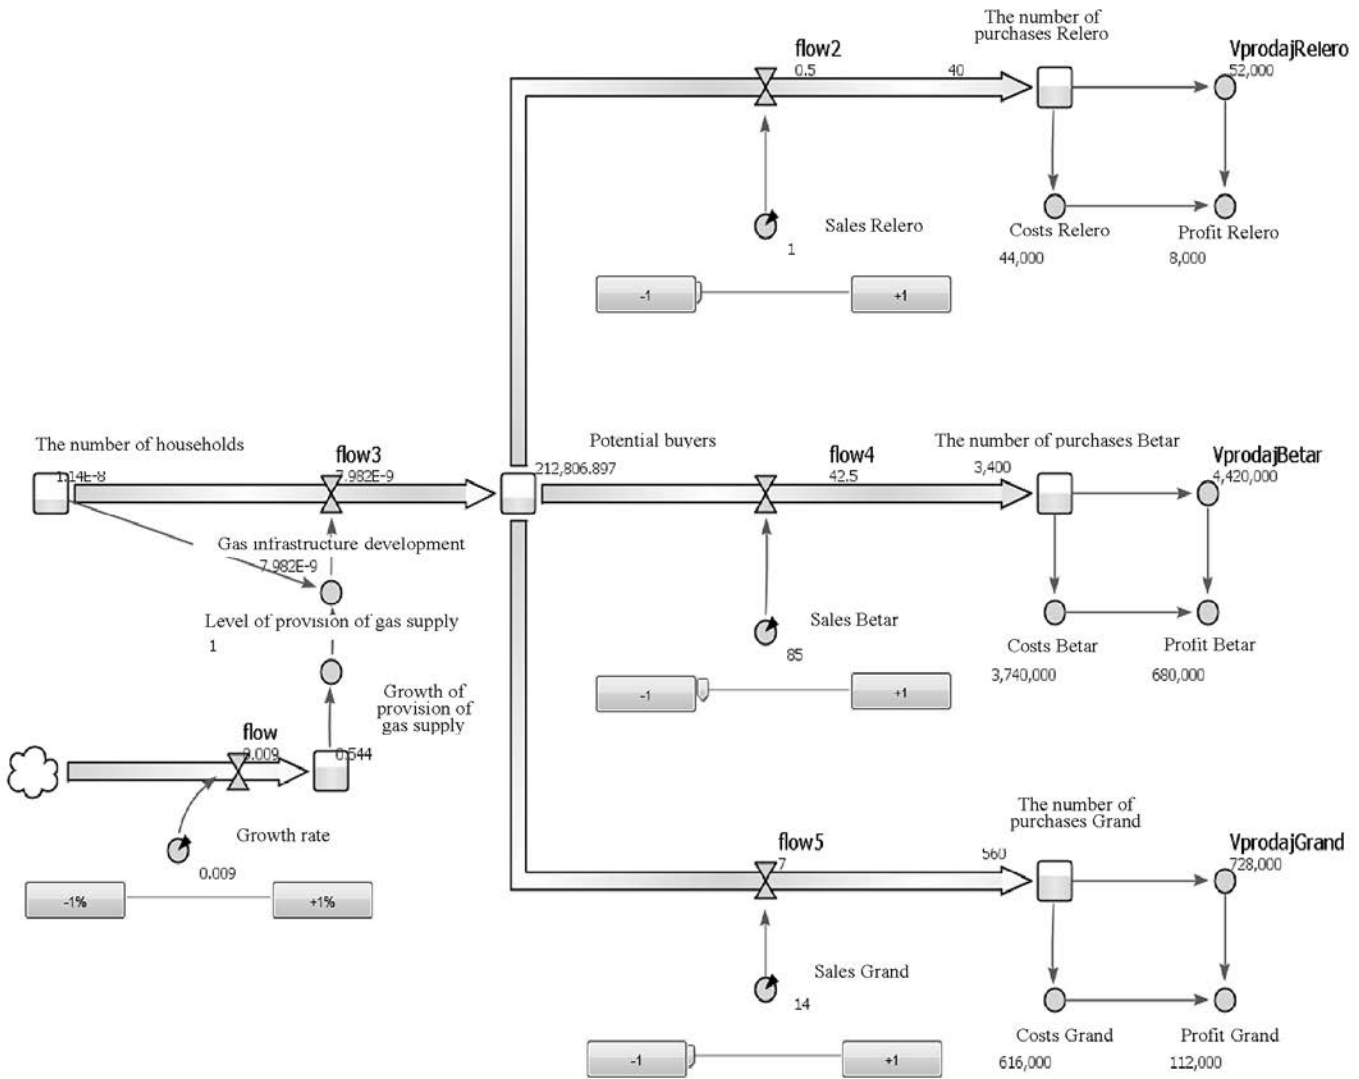 The number of
purchases Relero
flow2
0.5
40
VprodajRelero
52,000
Sales Relero
1
Costs Relero
44,000
Profit Relero
8,000
-1
+1
The number of households
1.14E-8
flow3
7.982E-9
Potential buyers
212,806.897
flow4
42.5
The number of purchases Betar
3,400
VprodajBetar
4,420,000
Gas infrastructure development
7.982E-9
Level of provision of gas supply
1
Sales Betar
85
Costs Betar
3,740,000
Profit Betar
680,000
-1
+1
Growth of
provision of
gas supply
flow
0.009
0.544
Growth rate
0.009
-1%
+1%
The number of
purchases Grand
flow5
7
560
VprodajGrand
728,000
Sales Grand
14
Costs Grand
616,000
Profit Grand
112,000
-1
+1